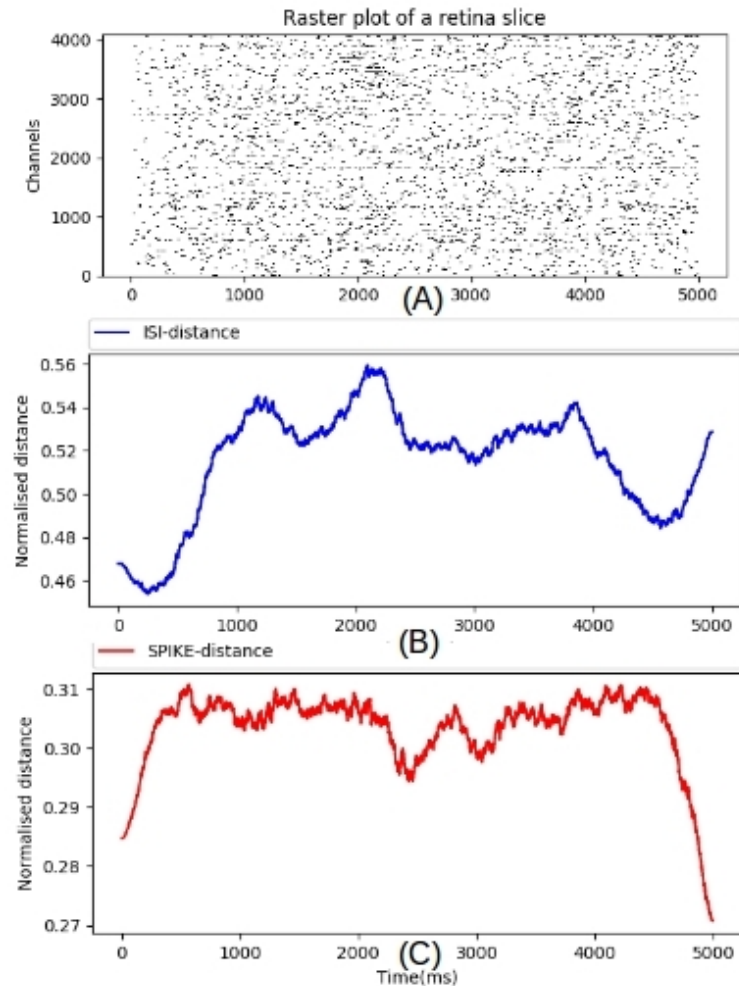 Raster plot of a retina slice
Channels
4000
3000
2000
1000
0
0 1000 2000 3000 4000 5000
(A)
ISI-distance
Normalised distance
0.56
0.54
0.52
0.50
0.48
0.46
0 1000 2000 3000 4000 5000
(B)
SPIKE-distance
Normalised distance
0.31
0.30
0.29
0.28
0.27
0 1000 2000 3000 4000 5000
(C)
Time(ms)